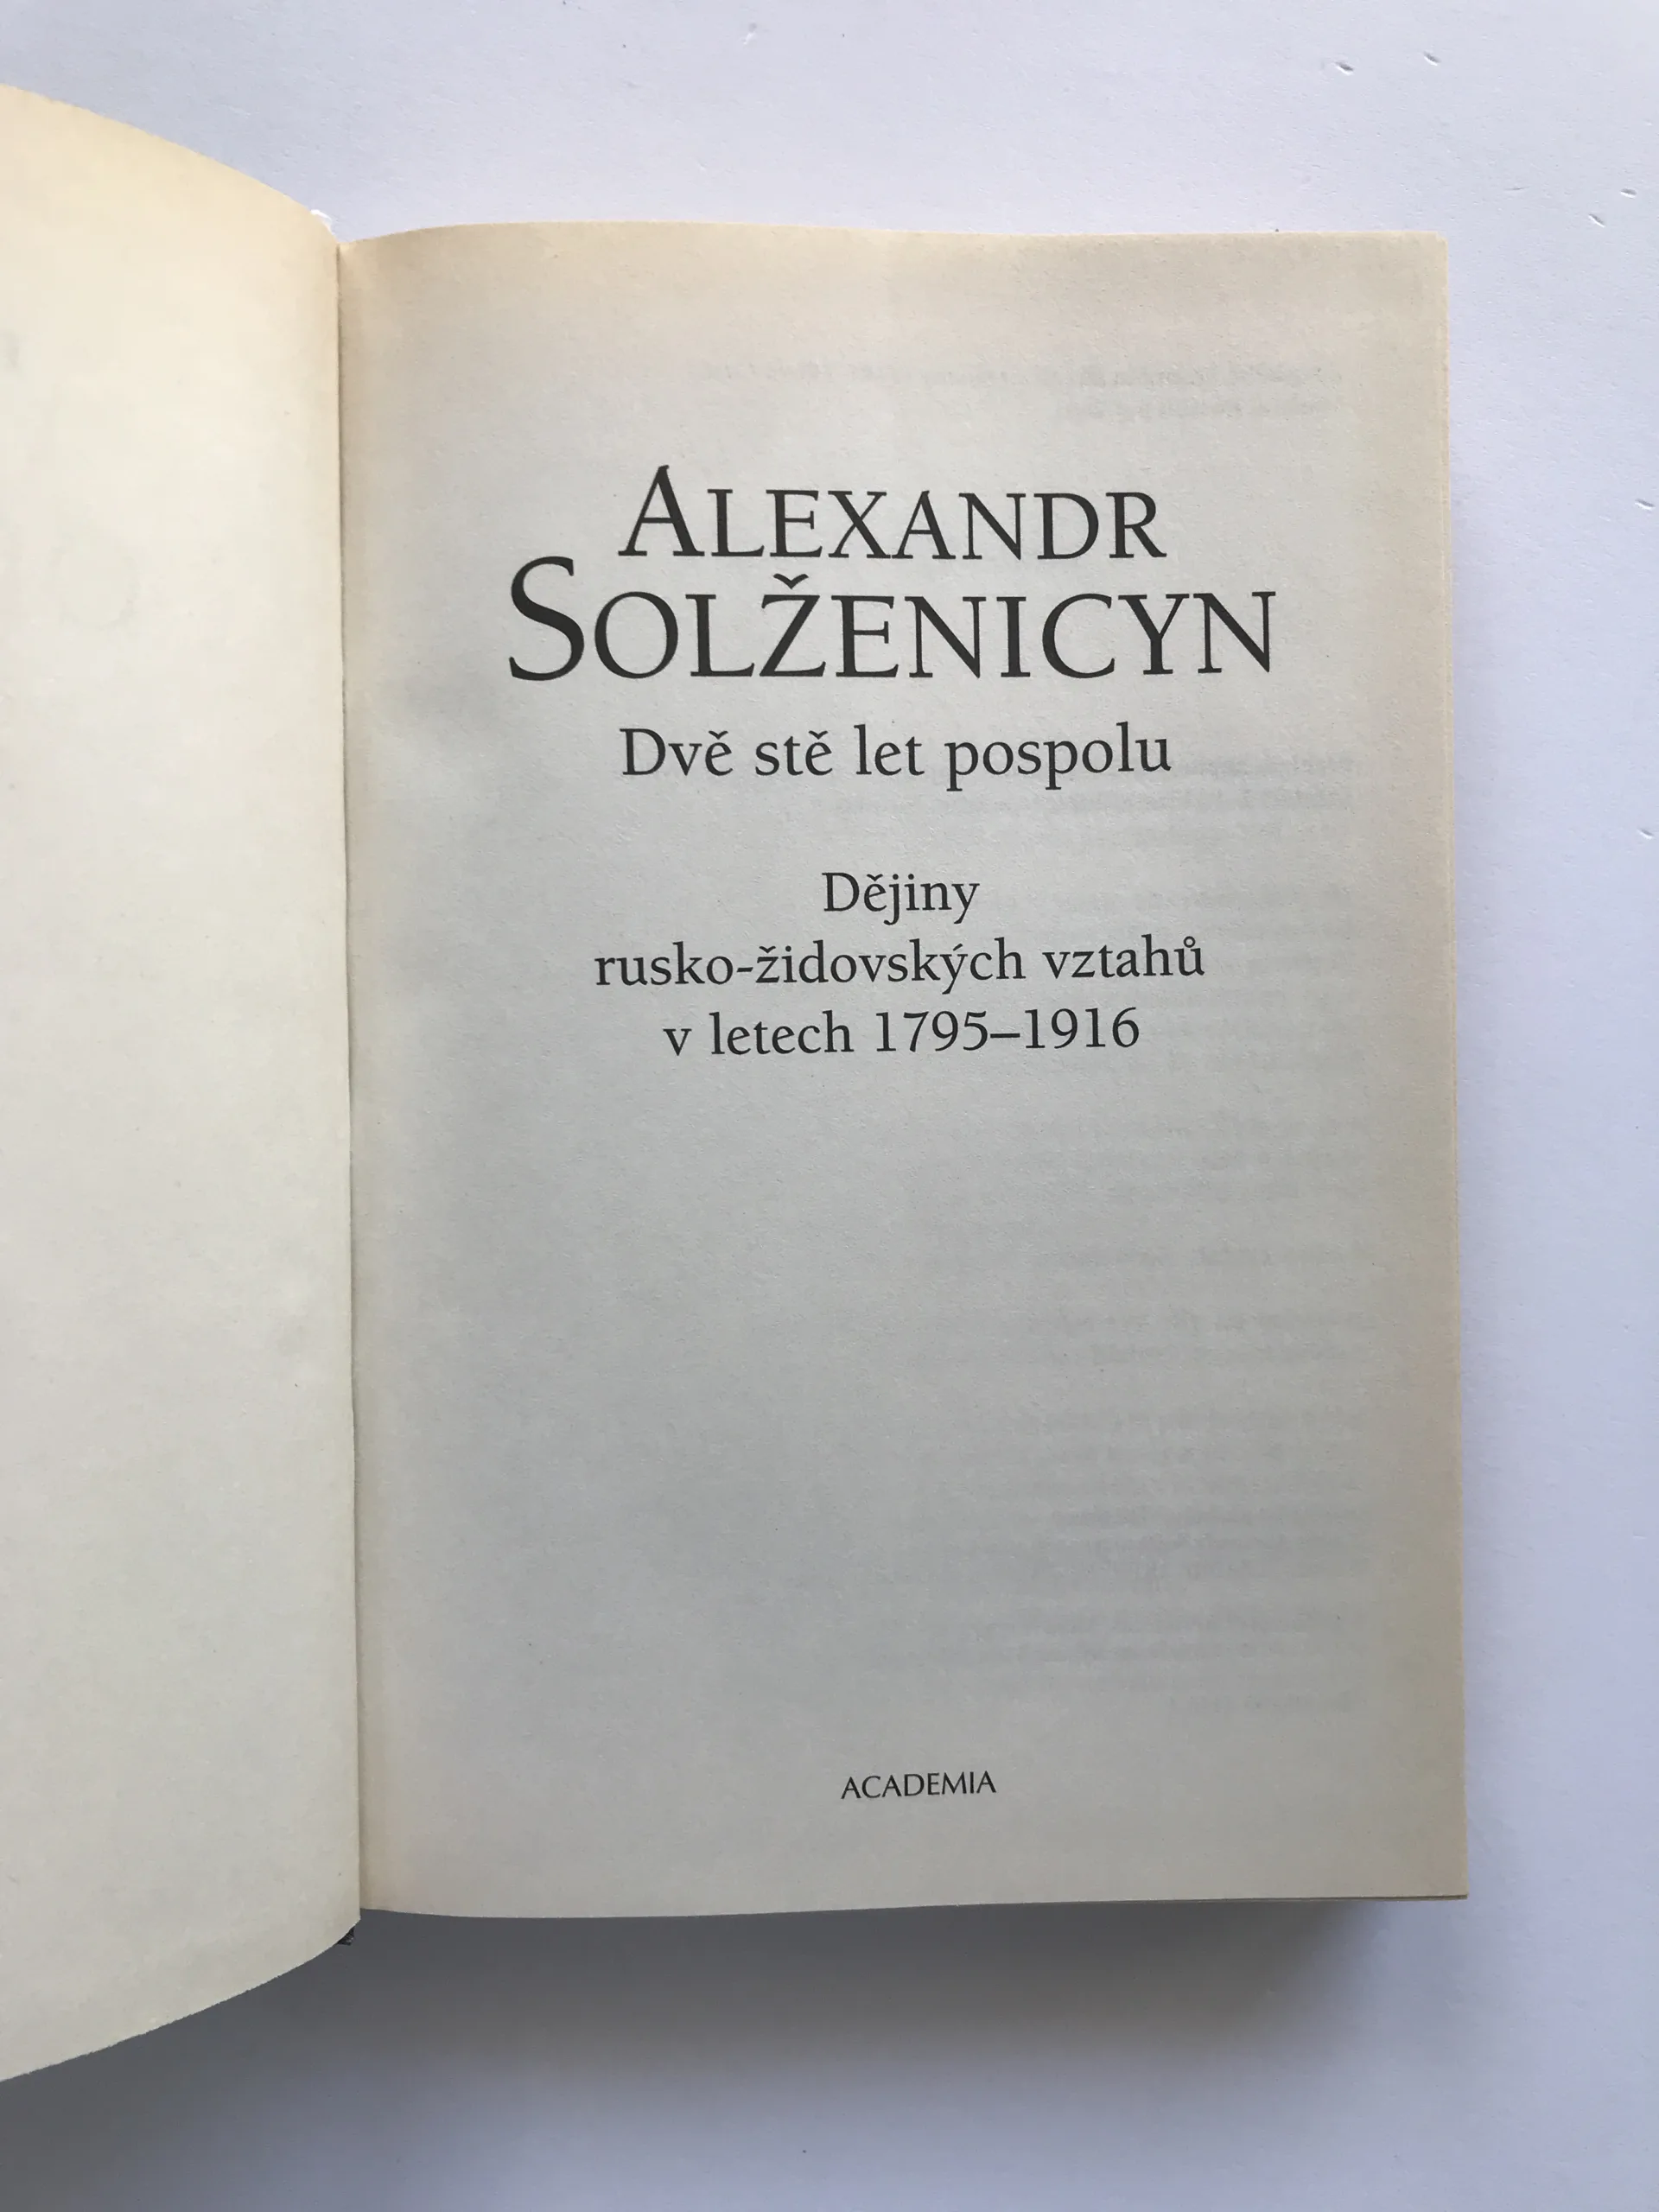 ALEXANDR
SOLŽENICYN
Dvě stě let pospolu
Dějiny
rusko-židovských vztahů
v letech 1795–1916
ACADEMIA